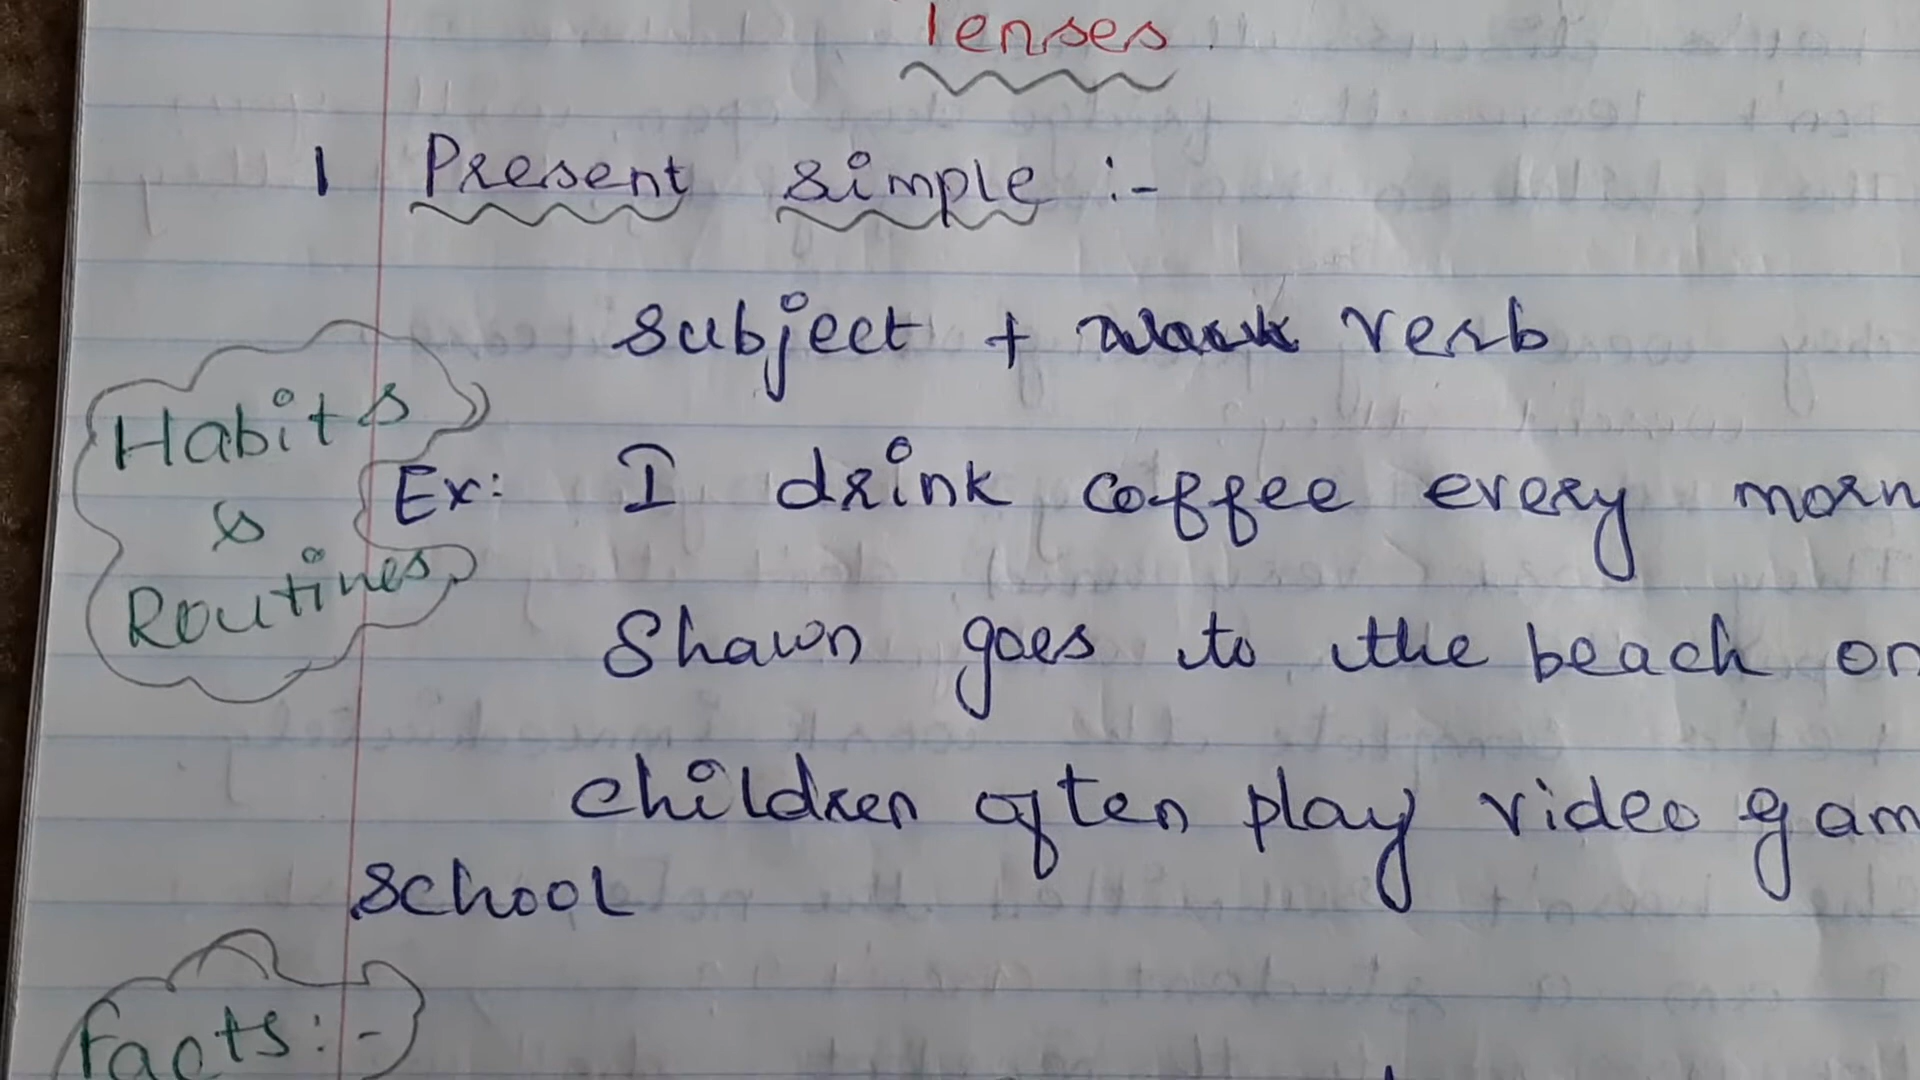 Tenses
1 Present simple :-
subject + verb
Habits
&
Routines
Ex: I drink coffee every morn
Shawn goes to the beach on
children often play video gam
school
Facts:-